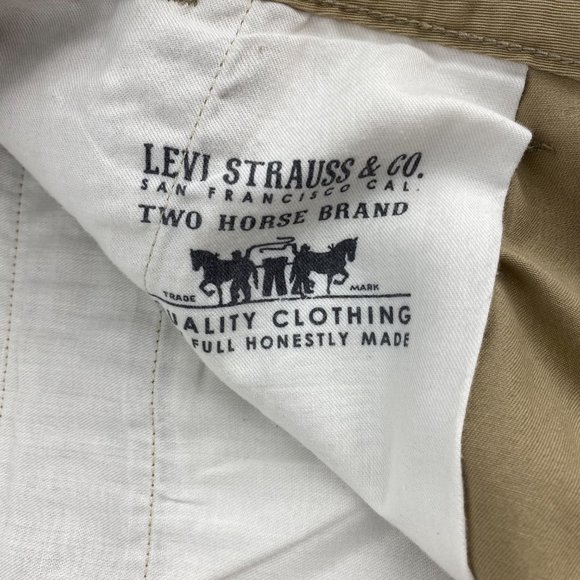 LEVI STRAUSS & CO.
SAN FRANCISCO CAL.
TWO HORSE BRAND
TRADE MARK
UALITY CLOTHING
FULL HONESTLY MADE